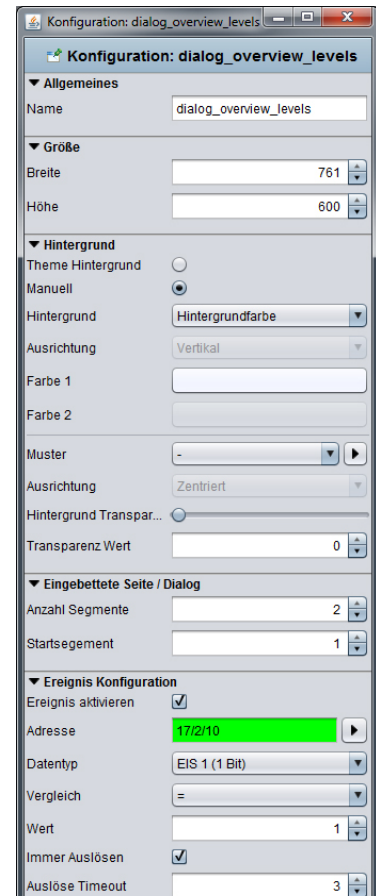 Konfiguration: dialog_overview_levels
Konfiguration: dialog_overview_levels
Allgemeines
Name dialog_overview_levels
Größe
Breite 761
Höhe 600
Hintergrund
Theme Hintergrund
Manuell
Hintergrund Hintergrundfarbe
Ausrichtung Vertikal
Farbe 1
Farbe 2
Muster -
Ausrichtung Zentriert
Hintergrund Transpar...
Transparenz Wert 0
Eingebettete Seite / Dialog
Anzahl Segmente 2
Startsegement 1
Ereignis Konfiguration
Ereignis aktivieren
Adresse 17/2/10
Datentyp EIS 1 (1 Bit)
Vergleich =
Wert 1
Immer Auslösen
Auslöse Timeout 3